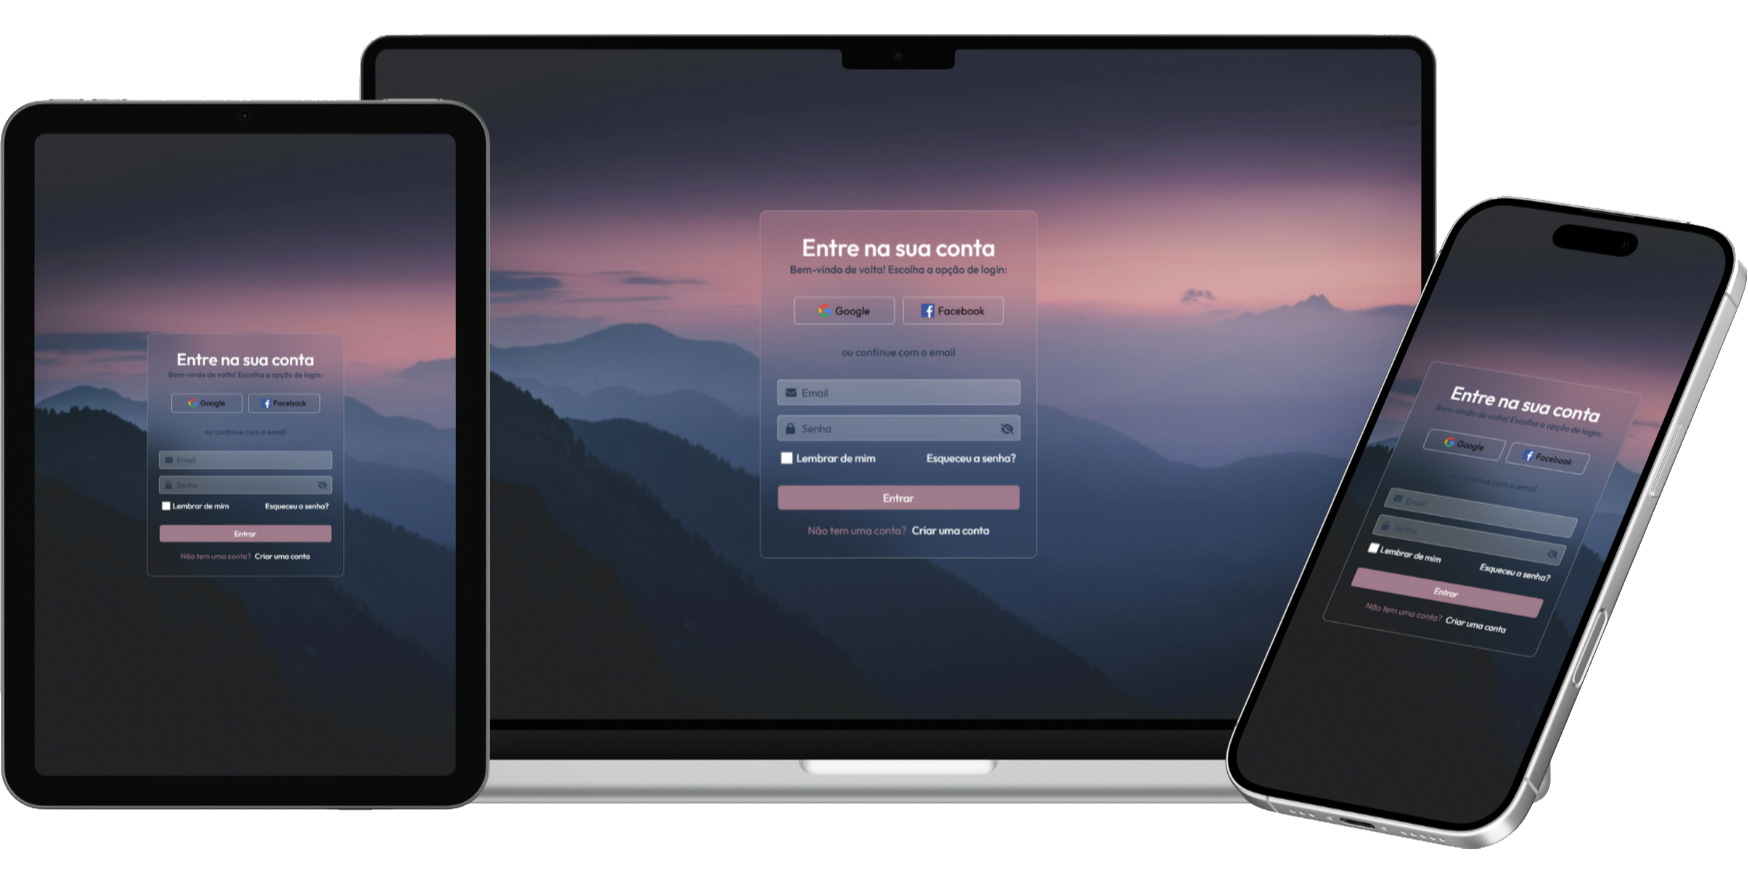 Entre na sua conta
Bem-vindo de volta! Escolha a opção de login:
Google Facebook
ou continue com o email
Email
Senha
Lembrar de mim Esqueceu a senha?
Entrar
Não tem uma conta? Criar uma conta
Entre na sua conta
Bem-vindo de volta! Escolha a opção de login:
Google Facebook
ou continue com o email
Email
Senha
Lembrar de mim Esqueceu a senha?
Entrar
Não tem uma conta? Criar uma conta
Entre na sua conta
Bem-vindo de volta! Escolha a opção de login:
Google Facebook
ou continue com o email
Email
Senha
Lembrar de mim Esqueceu a senha?
Entrar
Não tem uma conta? Criar uma conta